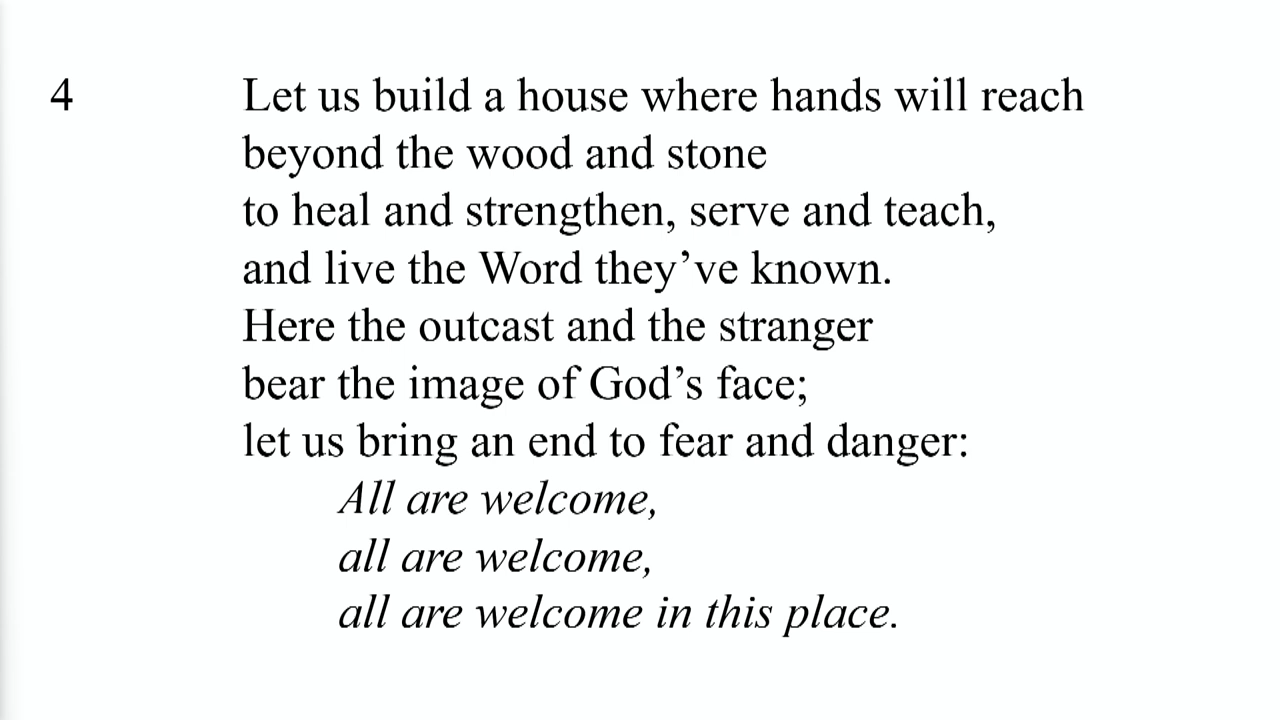 4 Let us build a house where hands will reach
beyond the wood and stone
to heal and strengthen, serve and teach,
and live the Word they’ve known.
Here the outcast and the stranger
bear the image of God’s face;
let us bring an end to fear and danger:
All are welcome,
all are welcome,
all are welcome in this place.